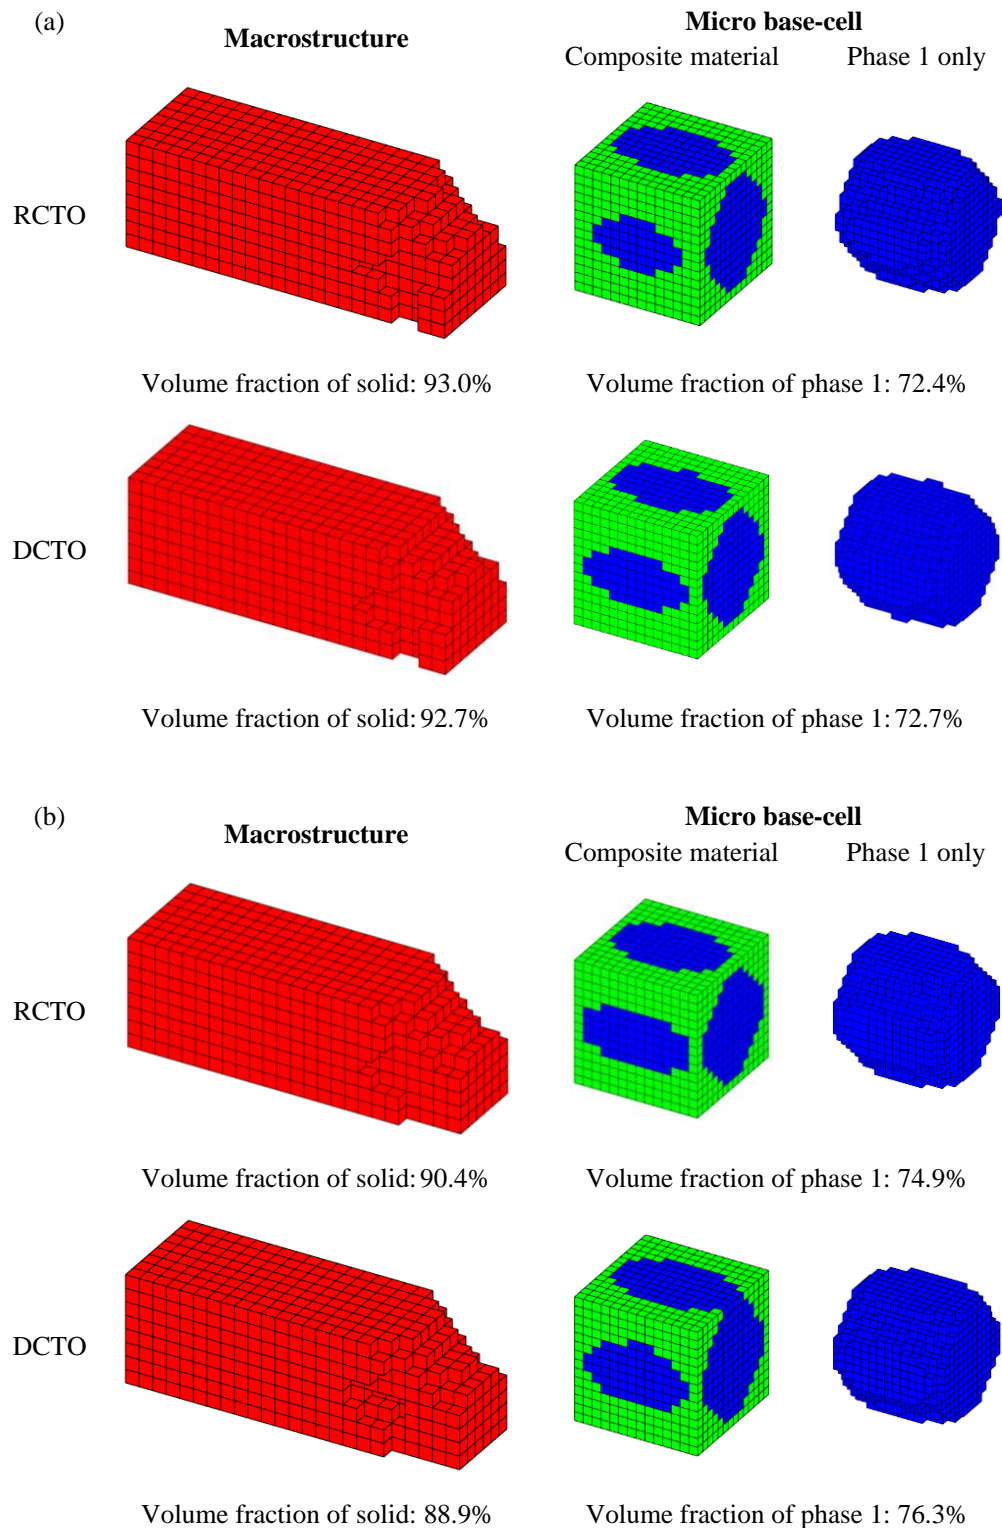 (a)
Macrostructure
Micro base-cell
Composite material Phase 1 only
RCTO
Volume fraction of solid: 93.0% Volume fraction of phase 1: 72.4%
DCTO
Volume fraction of solid: 92.7% Volume fraction of phase 1: 72.7%
(b)
Macrostructure
Micro base-cell
Composite material Phase 1 only
RCTO
Volume fraction of solid: 90.4% Volume fraction of phase 1: 74.9%
DCTO
Volume fraction of solid: 88.9% Volume fraction of phase 1: 76.3%